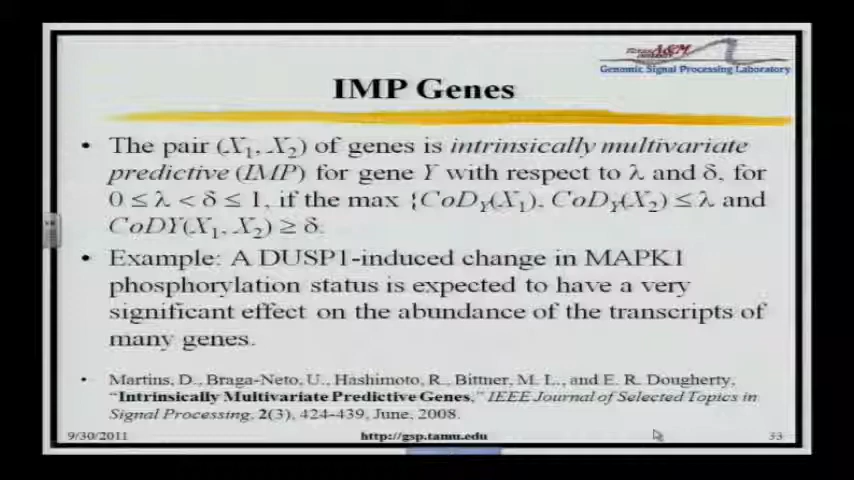 TEXAS A&M
UNIVERSITY
Genomic Signal Processing Laboratory
IMP Genes
• The pair (X1, X2) of genes is intrinsically multivariate
predictive (IMP) for gene Y with respect to λ and δ, for
0 ≤ λ < δ ≤ 1, if the max {CoDY(X1), CoDY(X2) ≤ λ and
CoDY(X1, X2) ≥ δ.
• Example: A DUSP1-induced change in MAPK1
phosphorylation status is expected to have a very
significant effect on the abundance of the transcripts of
many genes.
• Martins, D., Braga-Neto, U., Hashimoto, R., Bittner, M. L., and E. R. Dougherty,
“Intrinsically Multivariate Predictive Genes,” IEEE Journal of Selected Topics in
Signal Processing, 2(3), 424-439, June, 2008.
9/30/2011 http://gsp.tamu.edu 33